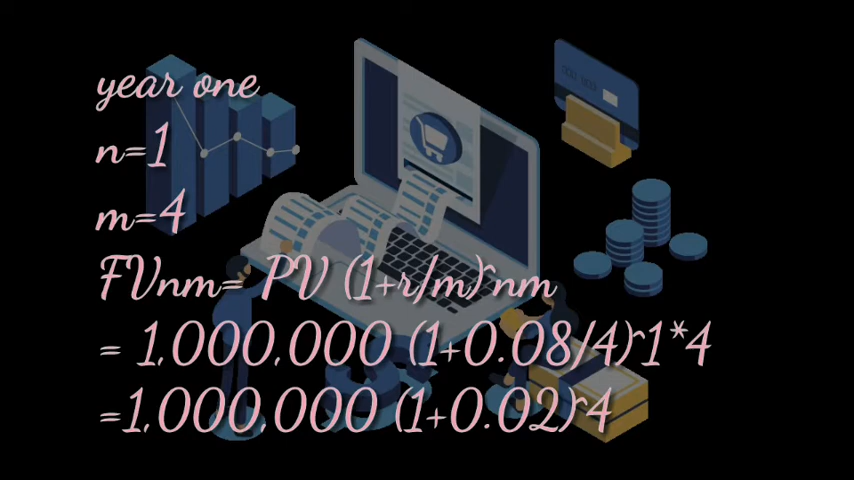 year one
n=1
m=4
FVnm= PV (1+r/m)^nm
= 1,000,000 (1+0.08/4)^1*4
=1,000,000 (1+0.02)^4